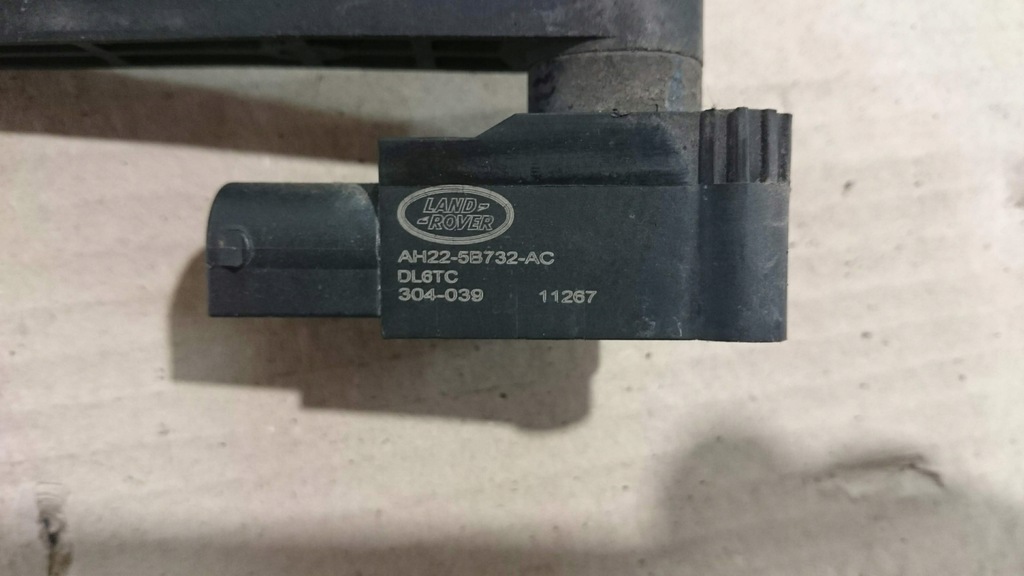 LAND-
-ROVER
AH22-5B732-AC
DL6TC
304-039 11267